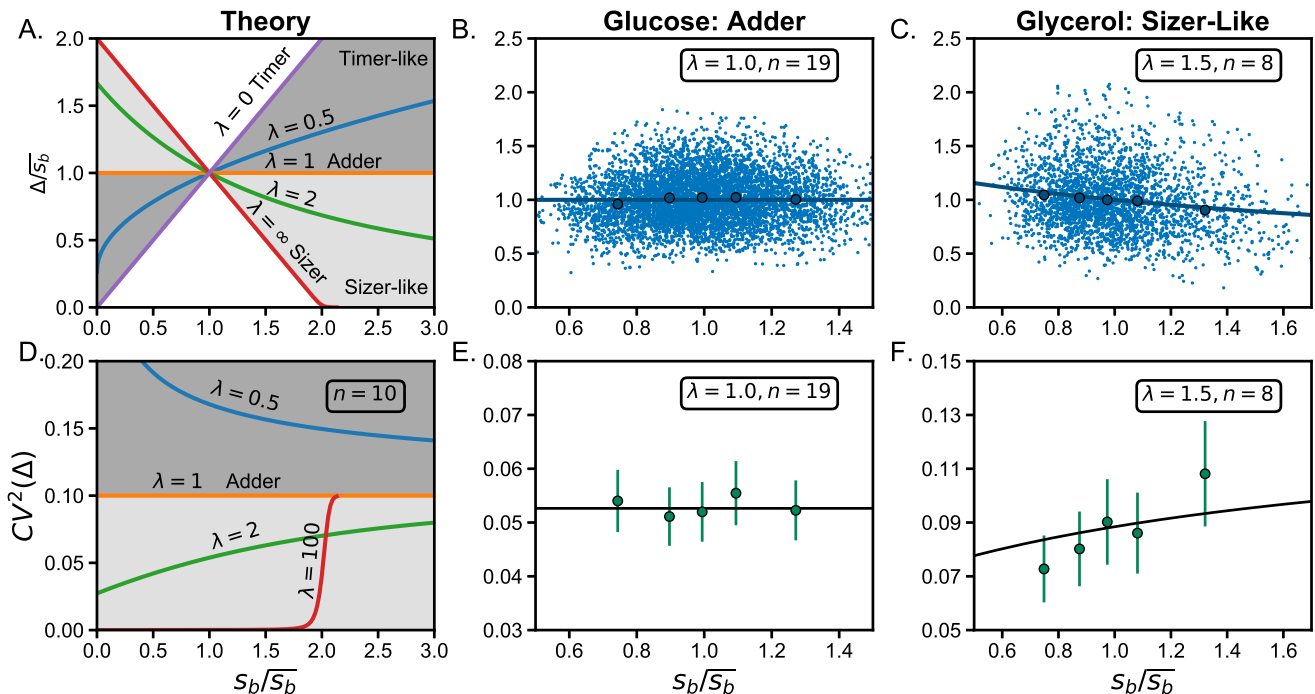 Theory
Glucose: Adder
Glycerol: Sizer-Like
A.
B.
C.
2.0
1.5
1.0
0.5
0.0
Δ/s̅_b̅
λ = 0 Timer
Timer-like
λ = 0.5
λ = 1 Adder
λ = 2
λ = ∞ Sizer
Sizer-like
0.0 0.5 1.0 1.5 2.0 2.5 3.0
2.5
2.0
1.5
1.0
0.5
0.0
λ = 1.0, n = 19
0.6 0.8 1.0 1.2 1.4
2.5
2.0
1.5
1.0
0.5
0.0
λ = 1.5, n = 8
0.6 0.8 1.0 1.2 1.4 1.6
D.
E.
F.
0.20
0.15
0.10
0.05
0.00
CV²(Δ)
n = 10
λ = 0.5
λ = 1 Adder
λ = 2
λ = 100
0.0 0.5 1.0 1.5 2.0 2.5 3.0
s_b/s̅_b̅
0.08
0.07
0.06
0.05
0.04
0.03
λ = 1.0, n = 19
0.6 0.8 1.0 1.2 1.4
s_b/s̅_b̅
0.15
0.13
0.11
0.09
0.07
0.05
λ = 1.5, n = 8
0.6 0.8 1.0 1.2 1.4 1.6
s_b/s̅_b̅